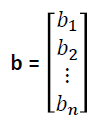 b₁
b₂
b = ⋮
bₙ